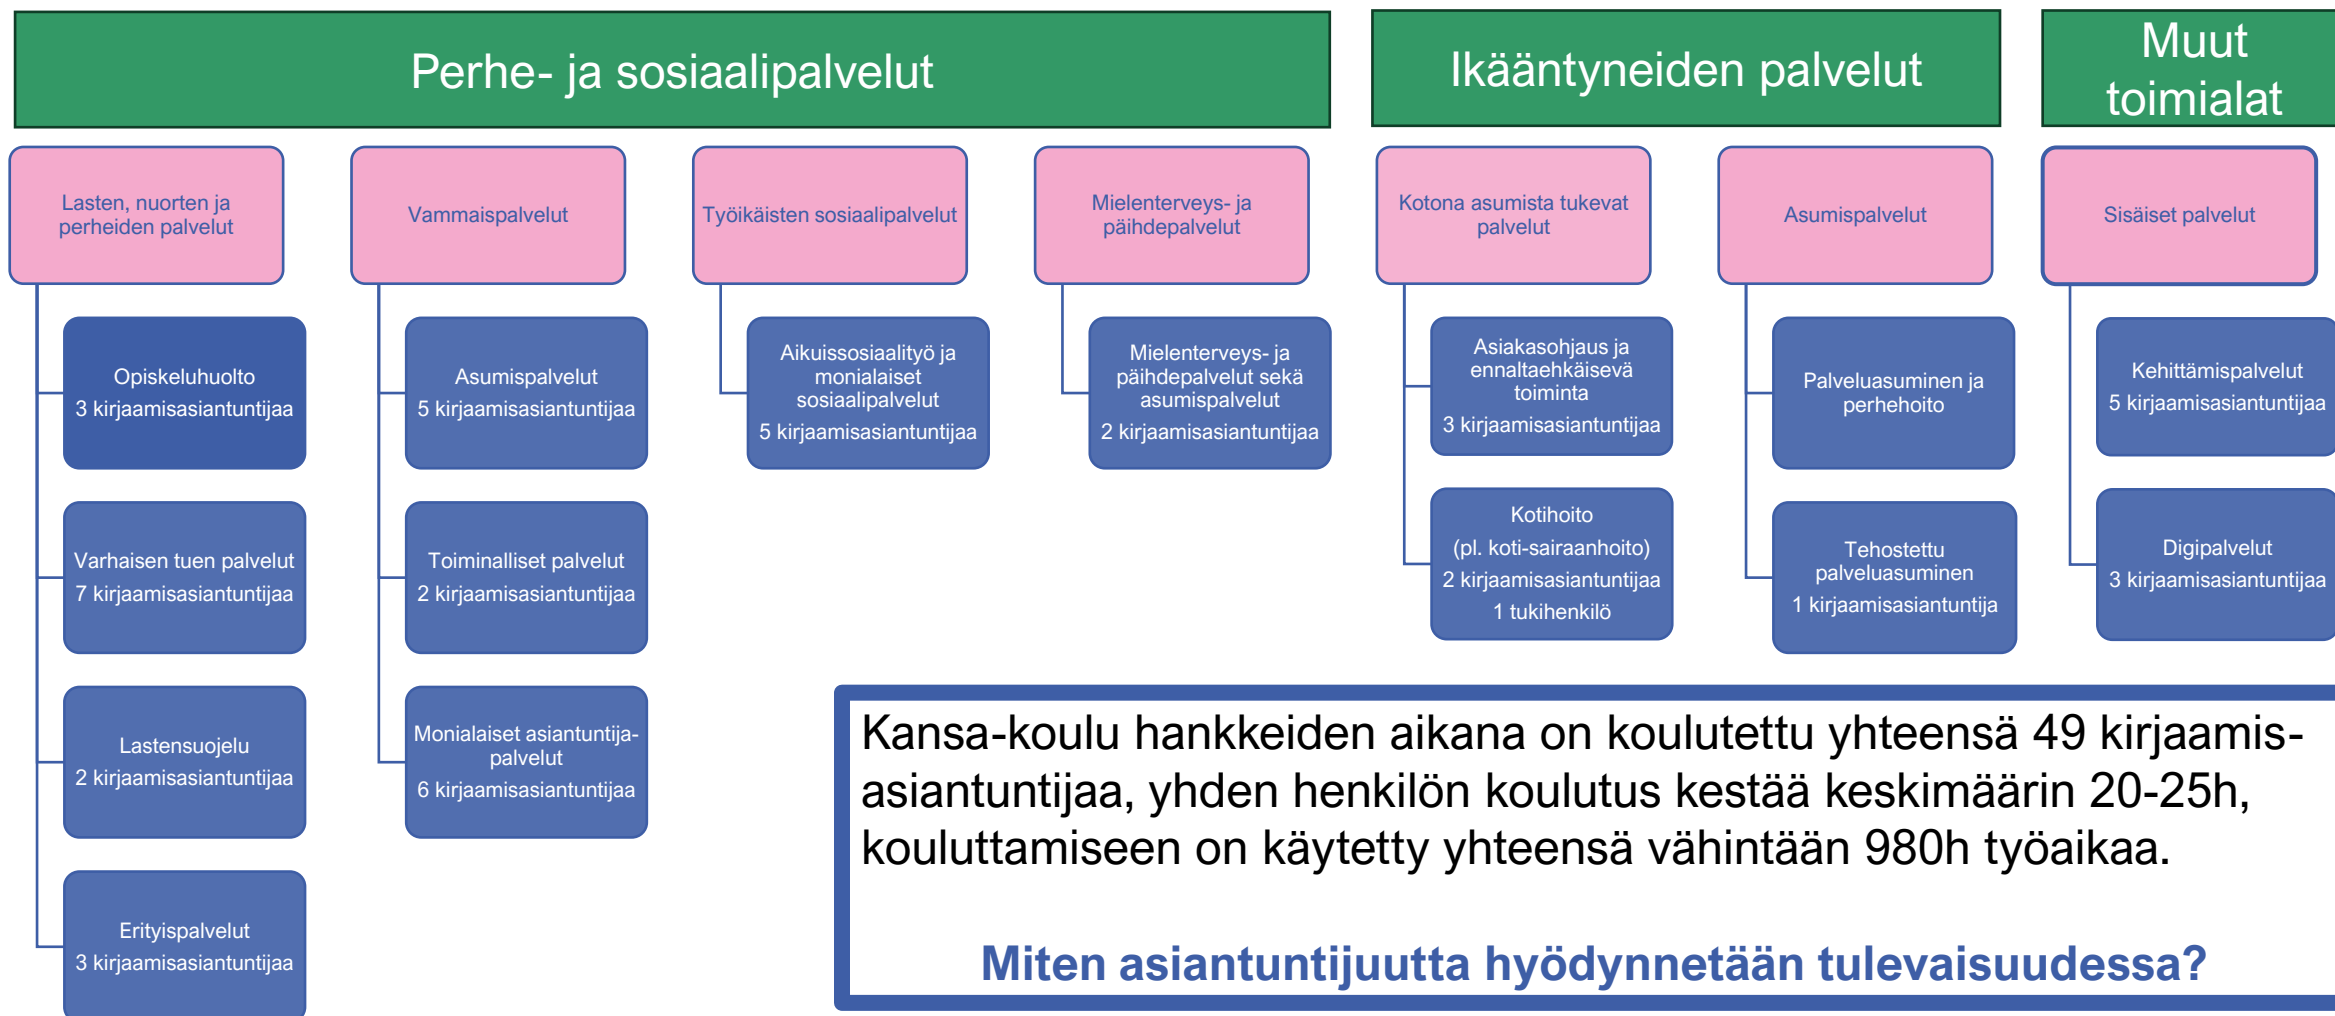 Perhe- ja sosiaalipalvelut
Ikääntyneiden palvelut
Muut
toimialat
Lasten, nuorten ja
perheiden palvelut
Opiskeluhuolto
3 kirjaamisasiantuntijaa
Varhaisen tuen palvelut
7 kirjaamisasiantuntijaa
Lastensuojelu
2 kirjaamisasiantuntijaa
Erityispalvelut
3 kirjaamisasiantuntijaa
Vammaispalvelut
Asumispalvelut
5 kirjaamisasiantuntijaa
Toiminalliset palvelut
2 kirjaamisasiantuntijaa
Monialaiset asiantuntija-
palvelut
6 kirjaamisasiantuntijaa
Työikäisten sosiaalipalvelut
Aikuissosiaalityö ja
monialaiset
sosiaalipalvelut
5 kirjaamisasiantuntijaa
Mielenterveys- ja
päihdepalvelut
Mielenterveys- ja
päihdepalvelut sekä
asumispalvelut
2 kirjaamisasiantuntijaa
Kotona asumista tukevat
palvelut
Asiakasohjaus ja
ennaltaehkäisevä
toiminta
3 kirjaamisasiantuntijaa
Kotihoito
(pl. koti-sairaanhoito)
2 kirjaamisasiantuntijaa
1 tukihenkilö
Asumispalvelut
Palveluasuminen ja
perhehoito
Tehostettu
palveluasuminen
1 kirjaamisasiantuntija
Sisäiset palvelut
Kehittämispalvelut
5 kirjaamisasiantuntijaa
Digipalvelut
3 kirjaamisasiantuntijaa
Kansa-koulu hankkeiden aikana on koulutettu yhteensä 49 kirjaamis-
asiantuntijaa, yhden henkilön koulutus kestää keskimäärin 20-25h,
kouluttamiseen on käytetty yhteensä vähintään 980h työaikaa.
Miten asiantuntijuutta hyödynnetään tulevaisuudessa?